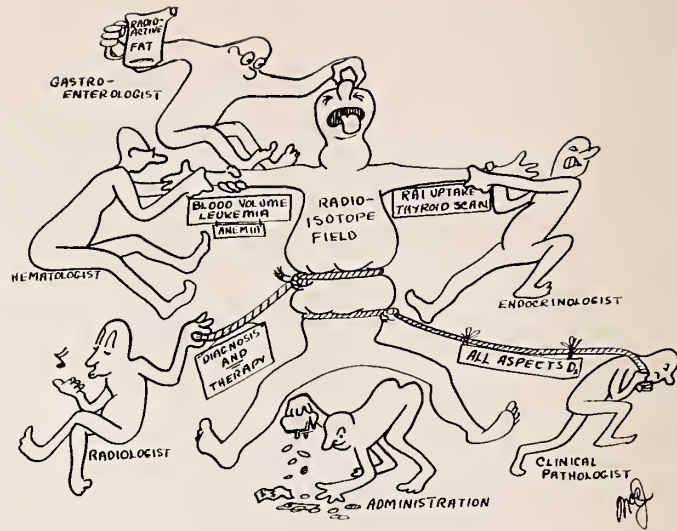 RADIO-
ACTIVE
FAT
GASTRO-
ENTEROLOGIST
BLOOD VOLUME
LEUKEMIA
ANEMIA
RADIO-
ISOTOPE
FIELD
RAI UPTAKE
THYROID SCAN
HEMATOLOGIST
ENDOCRINOLOGIST
DIAGNOSIS
AND
THERAPY
ALL ASPECTS
RADIOLOGIST
ADMINISTRATION
CLINICAL
PATHOLOGIST